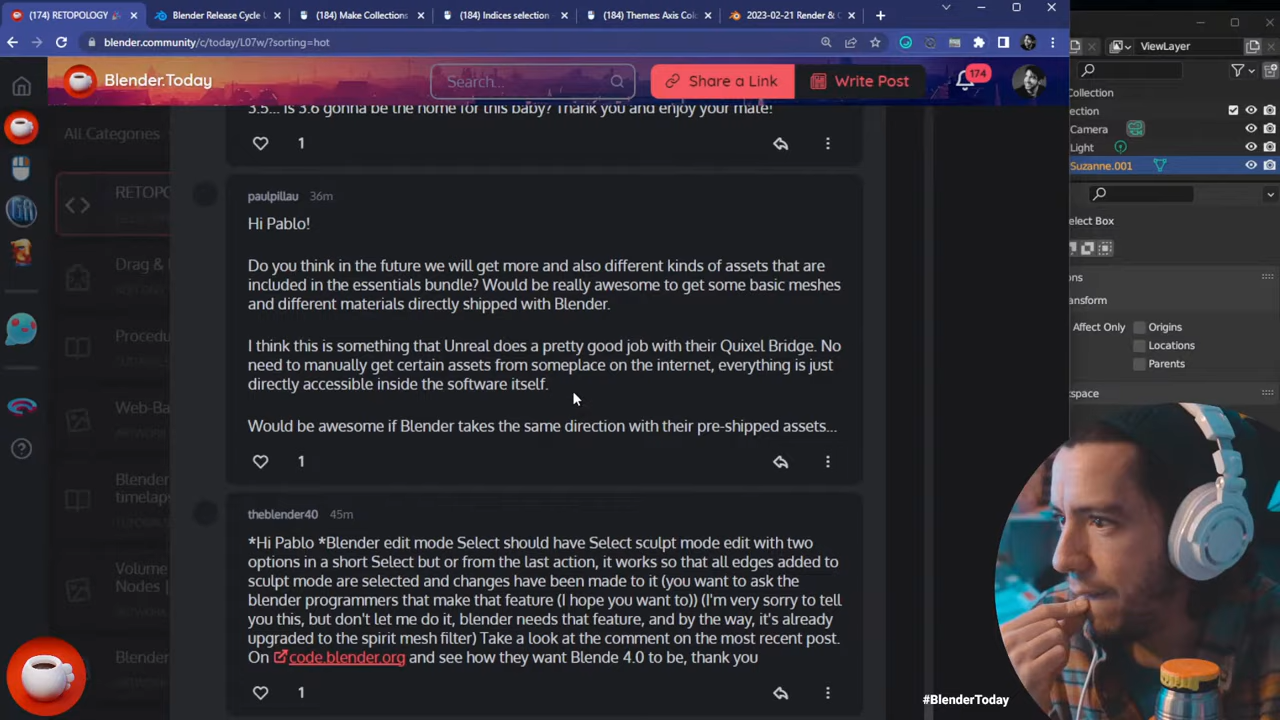 (174) RETOPOLOGY
Blender Release Cycle U
(184) Make Collections
(184) Indices selection
(184) Themes: Axis Col
2023-02-21 Render & C
blender.community/c/today/L07w/?sorting=hot
ViewLayer
Blender.Today
Search...
Share a Link
Write Post
174
Collection
ection
Camera
Light
Suzanne.001
All Categories
3.5... is 3.6 gonna be the home for this baby? Thank you and enjoy your mate!
1
RETOPO
paulpillau 36m
Hi Pablo!
Do you think in the future we will get more and also different kinds of assets that are
included in the essentials bundle? Would be really awesome to get some basic meshes
and different materials directly shipped with Blender.
I think this is something that Unreal does a pretty good job with their Quixel Bridge. No
need to manually get certain assets from someplace on the internet, everything is just
directly accessible inside the software itself.
Would be awesome if Blender takes the same direction with their pre-shipped assets...
1
elect Box
ons
ransform
Affect Only
Origins
Locations
Parents
kspace
Drag &
Procedu
Web-Ba
Blender
timelaps
Volume
Nodes |
Blender
theblender40 45m
*Hi Pablo *Blender edit mode Select should have Select sculpt mode edit with two
options in a short Select but or from the last action, it works so that all edges added to
sculpt mode are selected and changes have been made to it (you want to ask the
blender programmers that make that feature (I hope you want to)) (I'm very sorry to tell
you this, but don't let me do it, blender needs that feature, and by the way, it's already
upgraded to the spirit mesh filter) Take a look at the comment on the most recent post.
On code.blender.org and see how they want Blende 4.0 to be, thank you
1
#BlenderToday